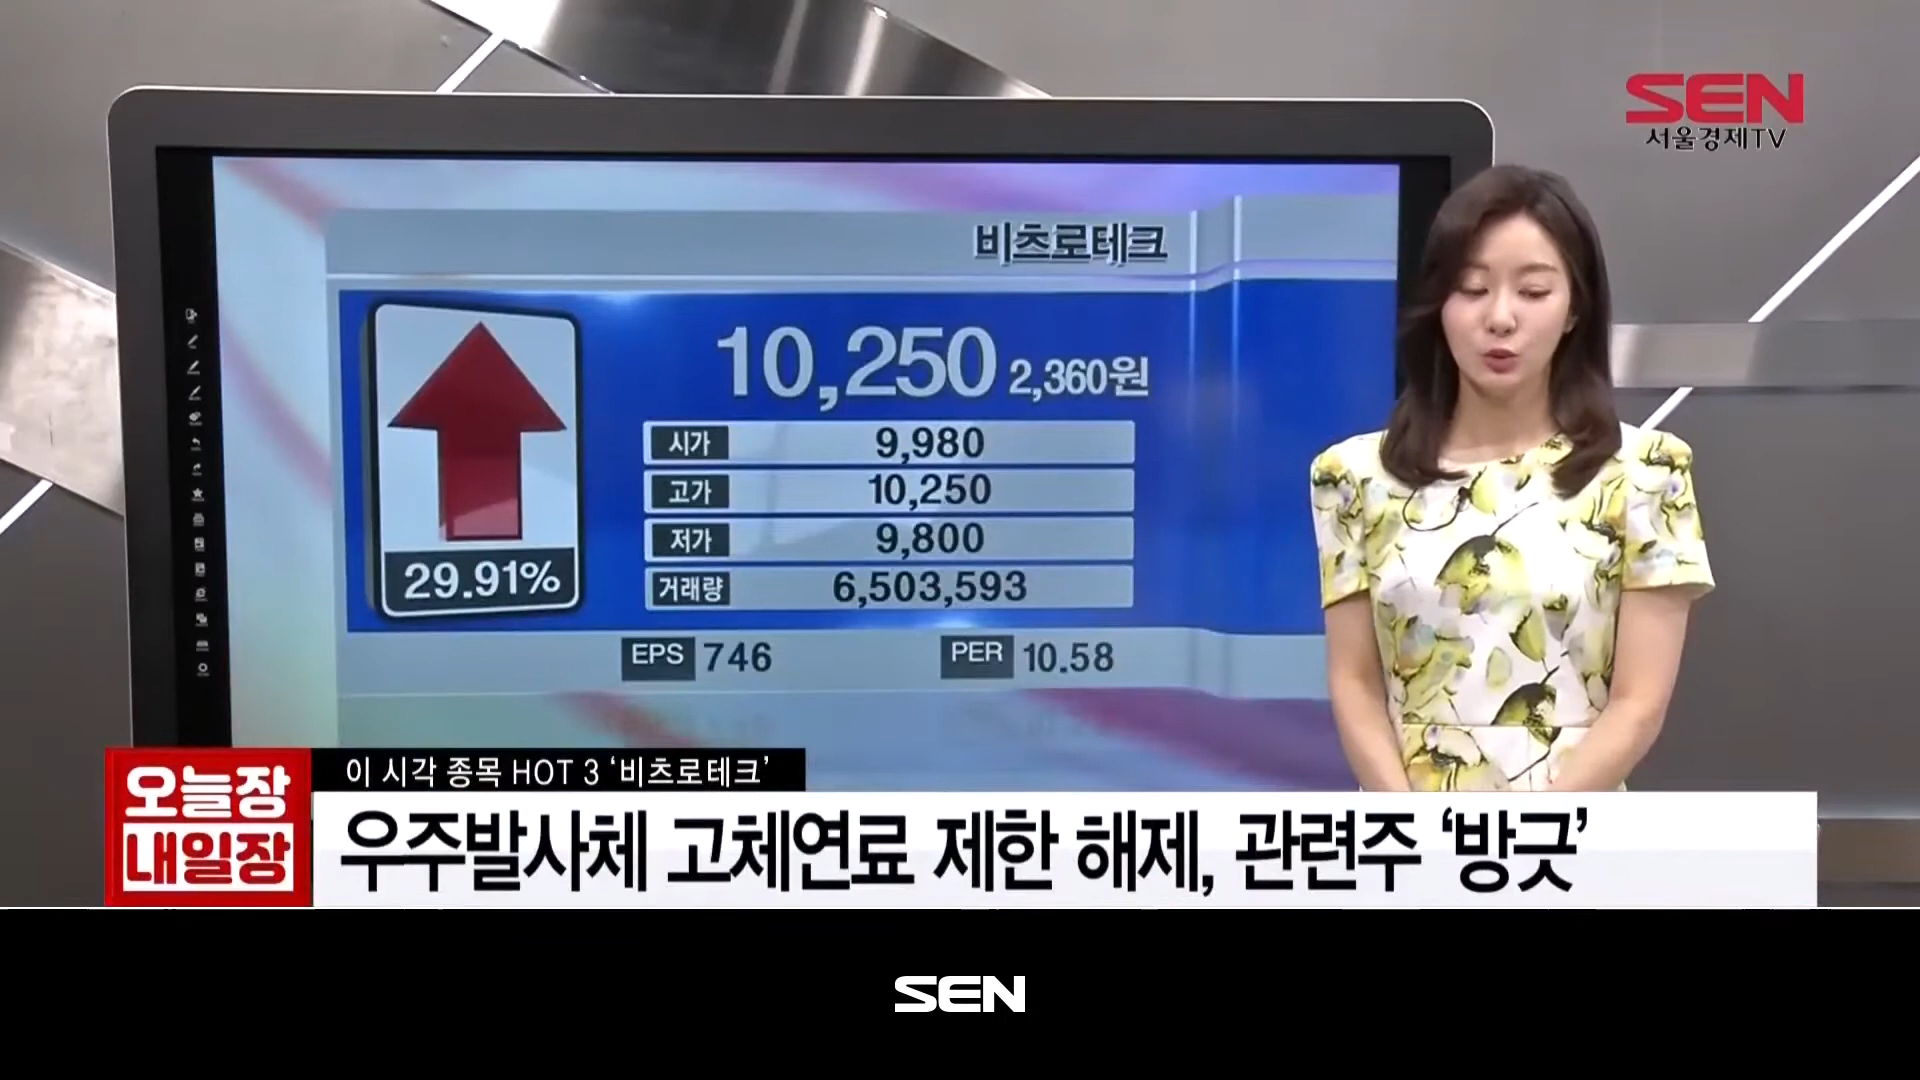 SEN
서울경제TV
비츠로테크
10,250 2,360원
시가 9,980
고가 10,250
저가 9,800
거래량 6,503,593
29.91%
EPS 746 PER 10.58
오늘장
내일장
이 시각 종목 HOT 3 ‘비츠로테크’
우주발사체 고체연료 제한 해제, 관련주 ‘방긋’
SEN